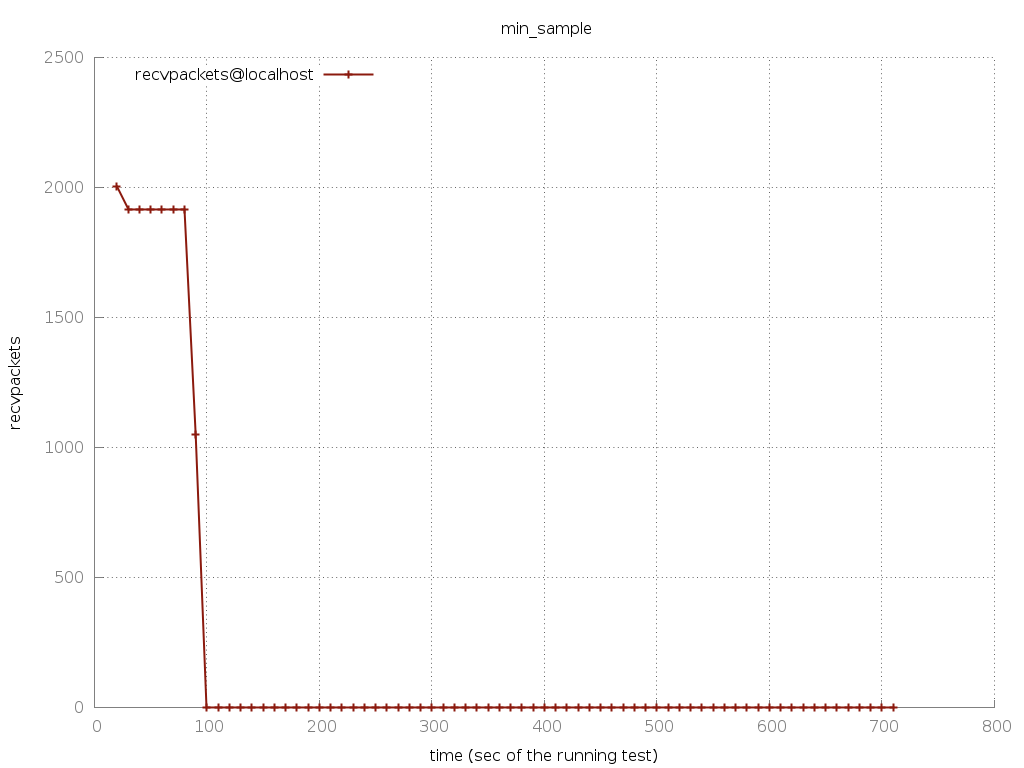 min_sample
2500
recvpackets@localhost
2000
1500
recvpackets
1000
500
0
0 100 200 300 400 500 600 700 800
time (sec of the running test)